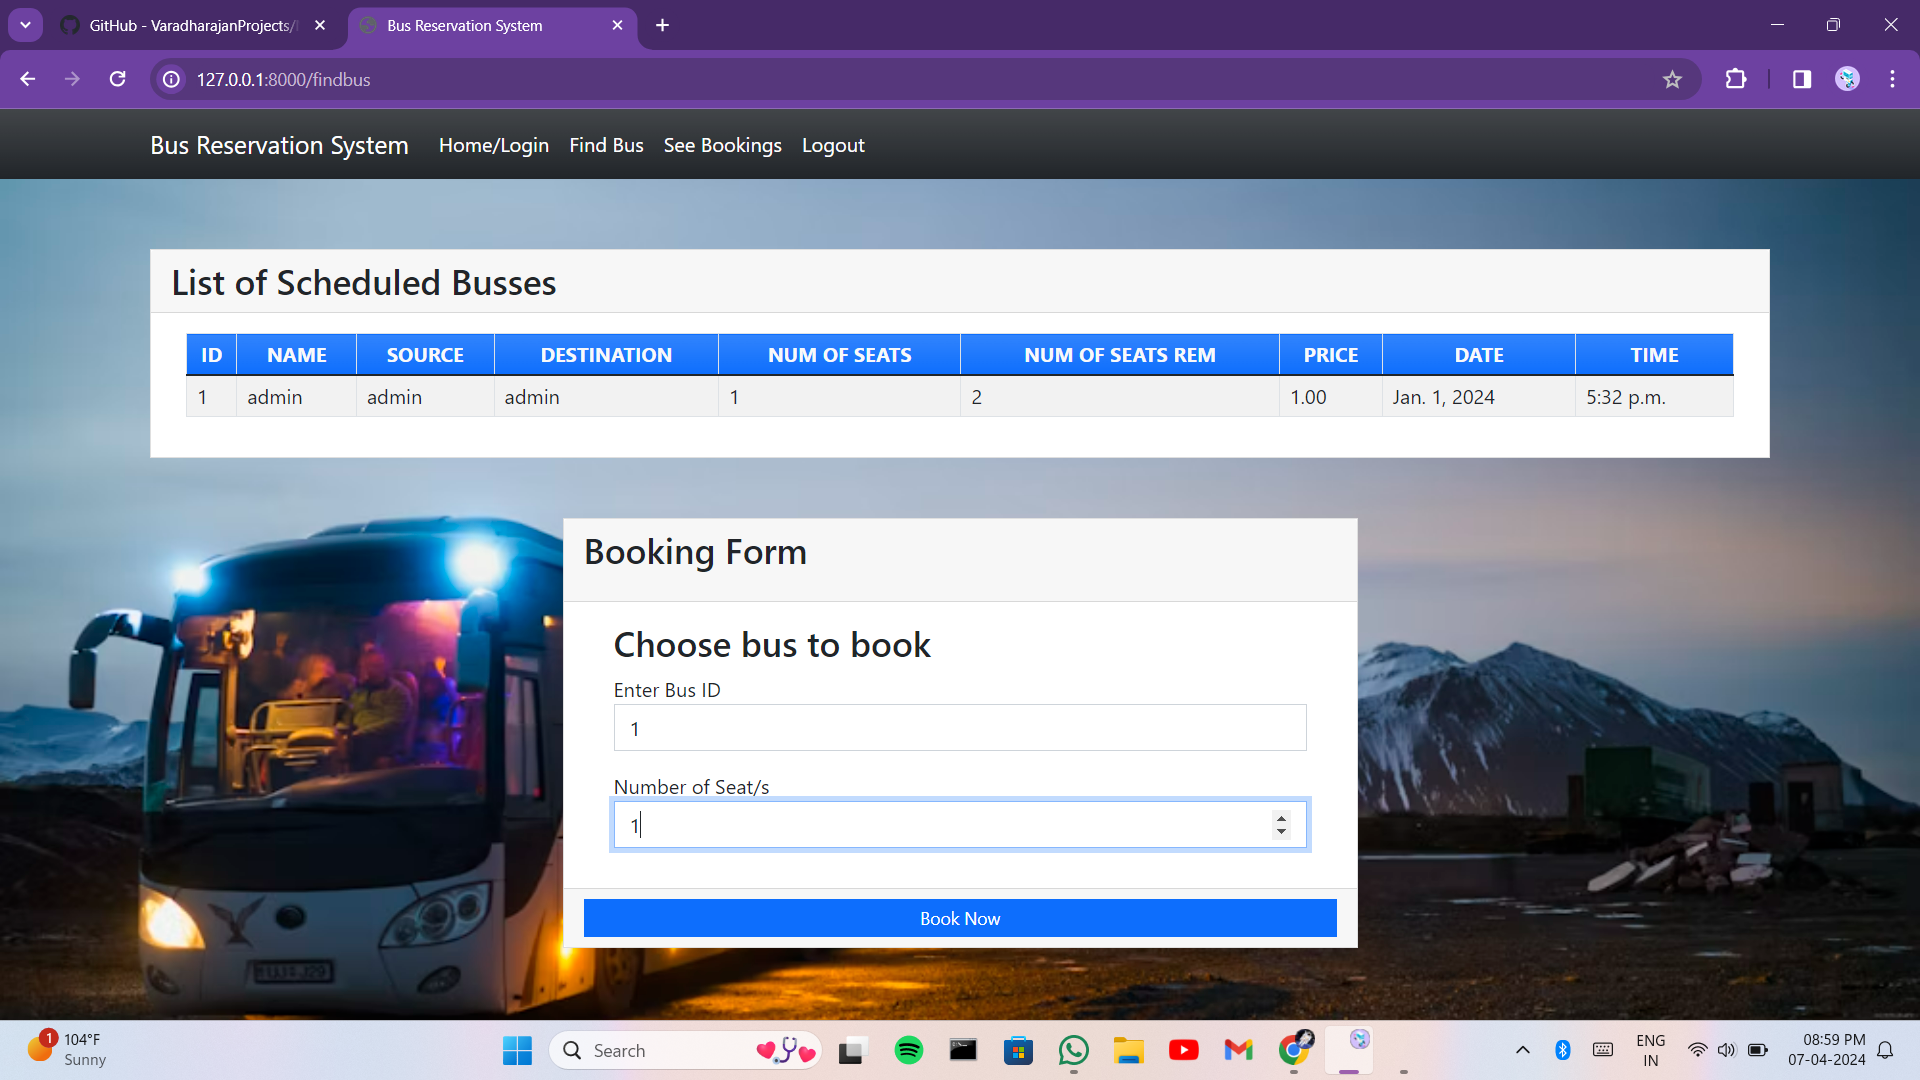 GitHub - VaradharajanProjects/
Bus Reservation System
127.0.0.1:8000/findbus
Bus Reservation System Home/Login Find Bus See Bookings Logout
List of Scheduled Busses
ID NAME SOURCE DESTINATION NUM OF SEATS NUM OF SEATS REM PRICE DATE TIME
1 admin admin admin 1 2 1.00 Jan. 1, 2024 5:32 p.m.
Booking Form
Choose bus to book
Enter Bus ID
1
Number of Seat/s
1
Book Now
1
104°F
Sunny
Search
ENG
IN
08:59 PM
07-04-2024